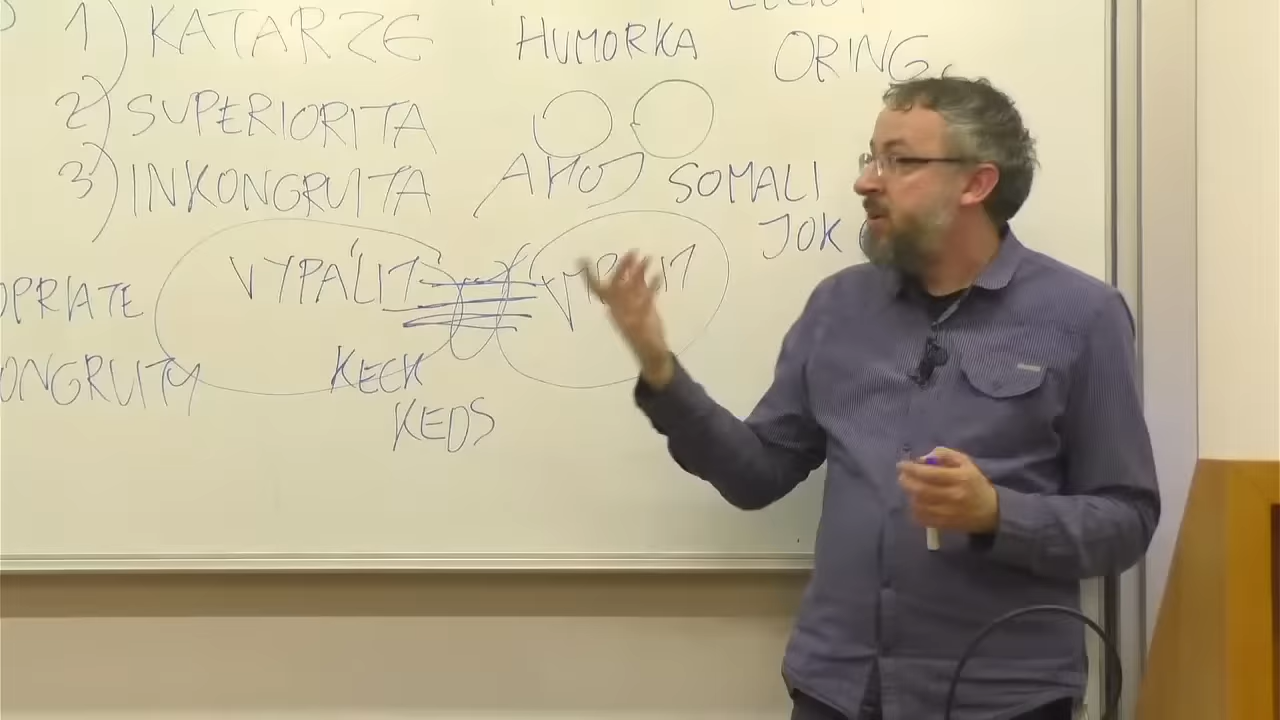 1) KATARZE
2) SUPERIORITA
3) INKONGRUITA
HUMORKA
ORING
AHOJ
SOMALI
JOK
VYPÁLIT
OPRIATE
ONGRUITY
KECK
KEDS